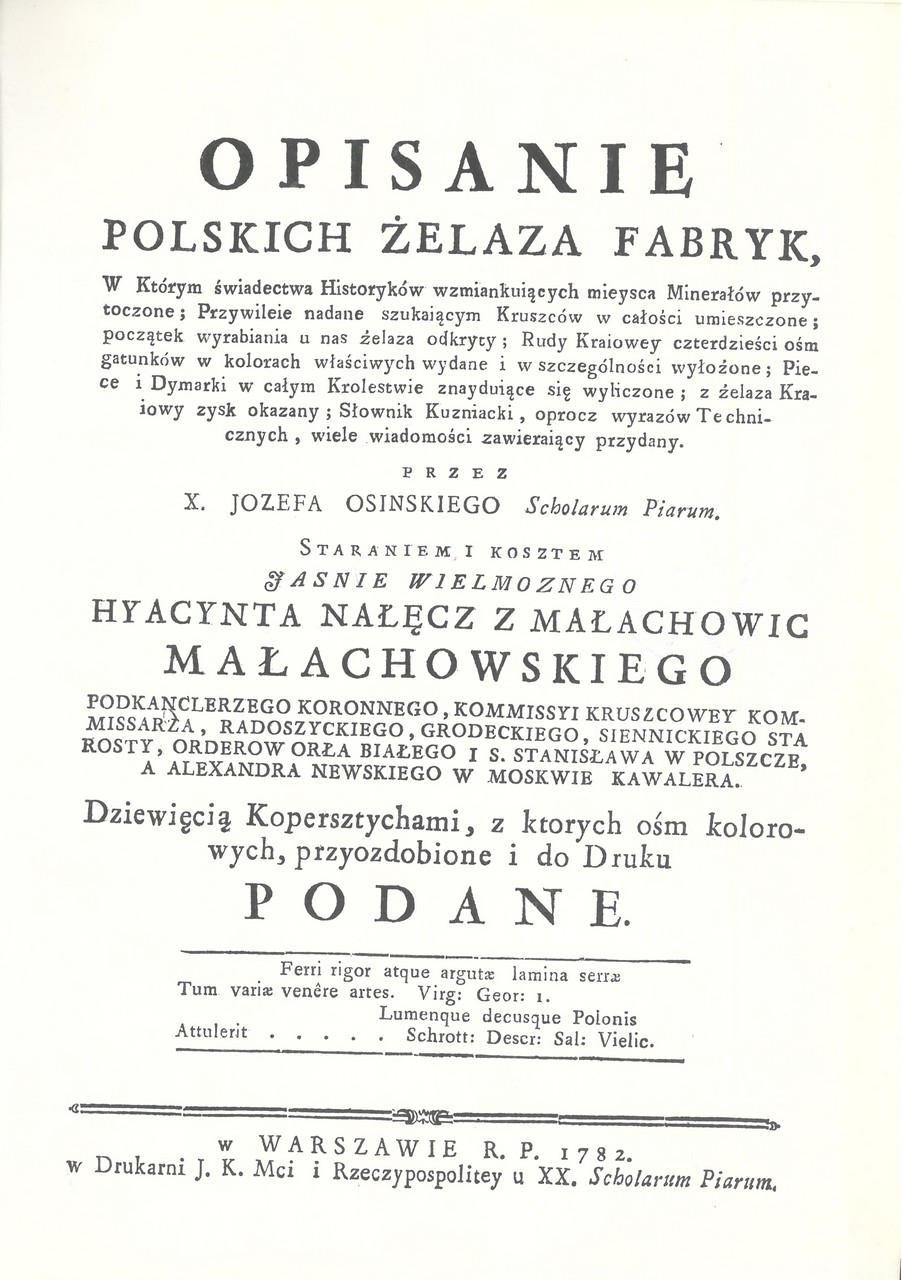 OPISANIE
POLSKICH ŻELAZA FABRYK,
W Którym świadectwa Historyków wzmiankuiących mieysca Minerałów przy-
toczone; Przywileie nadane szukaiącym Kruszców w całości umieszczone;
początek wyrabiania u nas żelaza odkryty; Rudy Kraiowey czterdzieści ośm
gatunków w kolorach właściwych wydane i w szczególności wyłożone; Pie-
ce i Dymarki w całym Krolestwie znayduiące się wyliczone; z żelaza Kra-
iowy zysk okazany; Słownik Kuzniacki, oprocz wyrazów Techni-
cznych, wiele wiadomości zawieraiący przydany.
PRZEZ
X. JOZEFA OSINSKIEGO Scholarum Piarum.
STARANIEM I KOSZTEM
JASNIE WIELMOZNEGO
HYACYNTA NAŁĘCZ Z MAŁACHOWIC
MAŁACHOWSKIEGO
PODKANCLERZEGO KORONNEGO, KOMMISSYI KRUSZCOWEY KOM-
MISSARZA, RADOSZYCKIEGO, GRODECKIEGO, SIENNICKIEGO STA
ROSTY, ORDEROW ORŁA BIAŁEGO I S. STANISŁAWA W POLSZCZE,
A ALEXANDRA NEWSKIEGO W MOSKWIE KAWALERA.
Dziewięcią Kopersztychami, z ktorych ośm koloro-
wych, przyozdobione i do Druku
PODANE.
Ferri rigor atque argutæ lamina serræ
Tum variæ venêre artes. Virg: Geor: 1.
Lumenque decusque Polonis
Attulerit . . . . . Schrott: Descr: Sal: Vielic.
w WARSZAWIE R. P. 1782.
w Drukarni J. K. Mci i Rzeczypospolitey u XX. Scholarum Piarum.